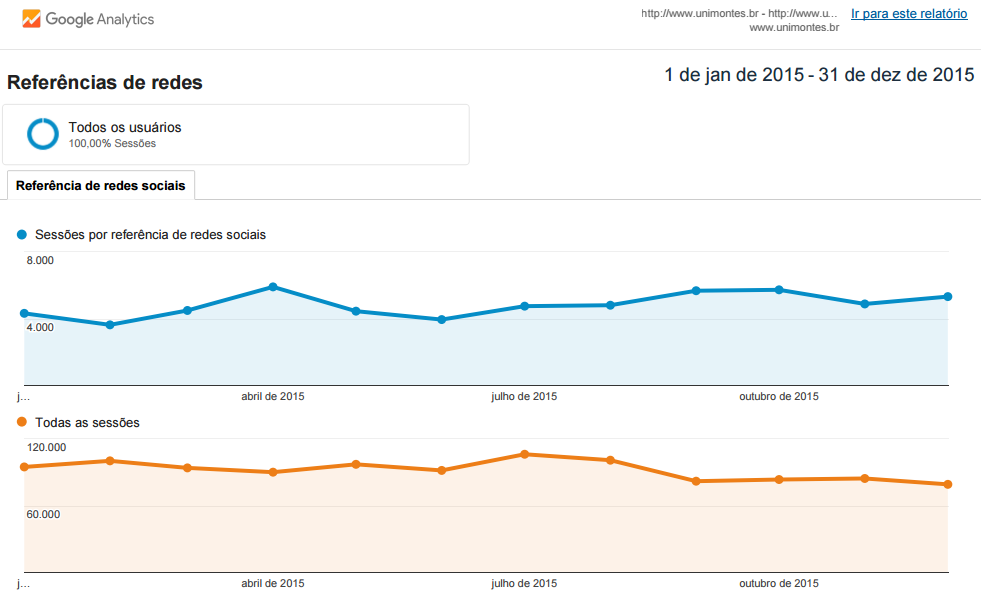 Google Analytics
http://www.unimontes.br - http://www.u... Ir para este relatório
www.unimontes.br
Referências de redes
1 de jan de 2015 - 31 de dez de 2015
Todos os usuários
100,00% Sessões
Referência de redes sociais
Sessões por referência de redes sociais
8.000
4.000
j... abril de 2015 julho de 2015 outubro de 2015
Todas as sessões
120.000
60.000
j... abril de 2015 julho de 2015 outubro de 2015